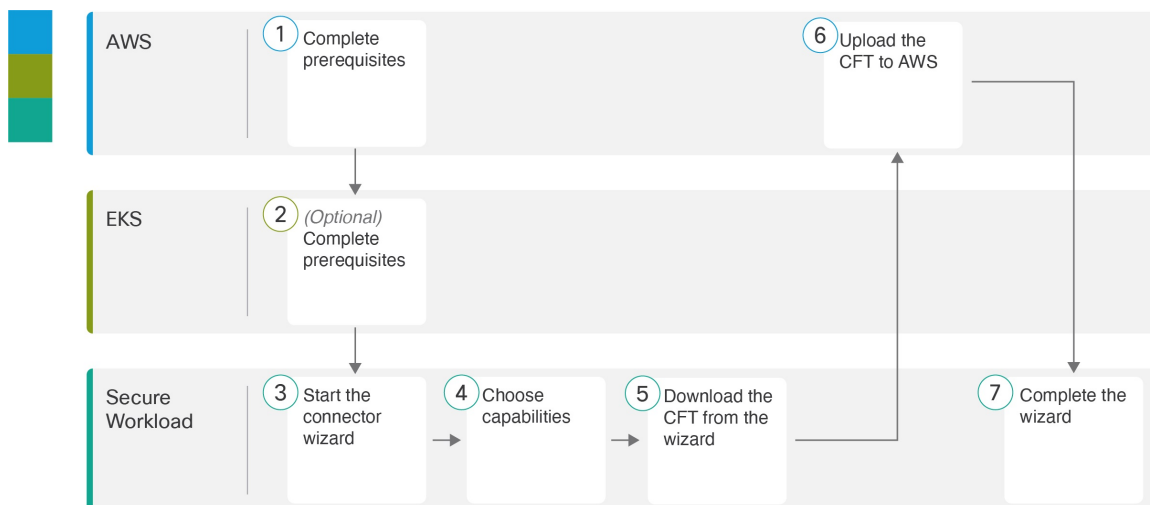 AWS
1
Complete
prerequisites
6
Upload the
CFT to AWS
EKS
2
(Optional)
Complete
prerequisites
Secure
Workload
3
Start the
connector
wizard
4
Choose
capabilities
5
Download the
CFT from the
wizard
7
Complete the
wizard